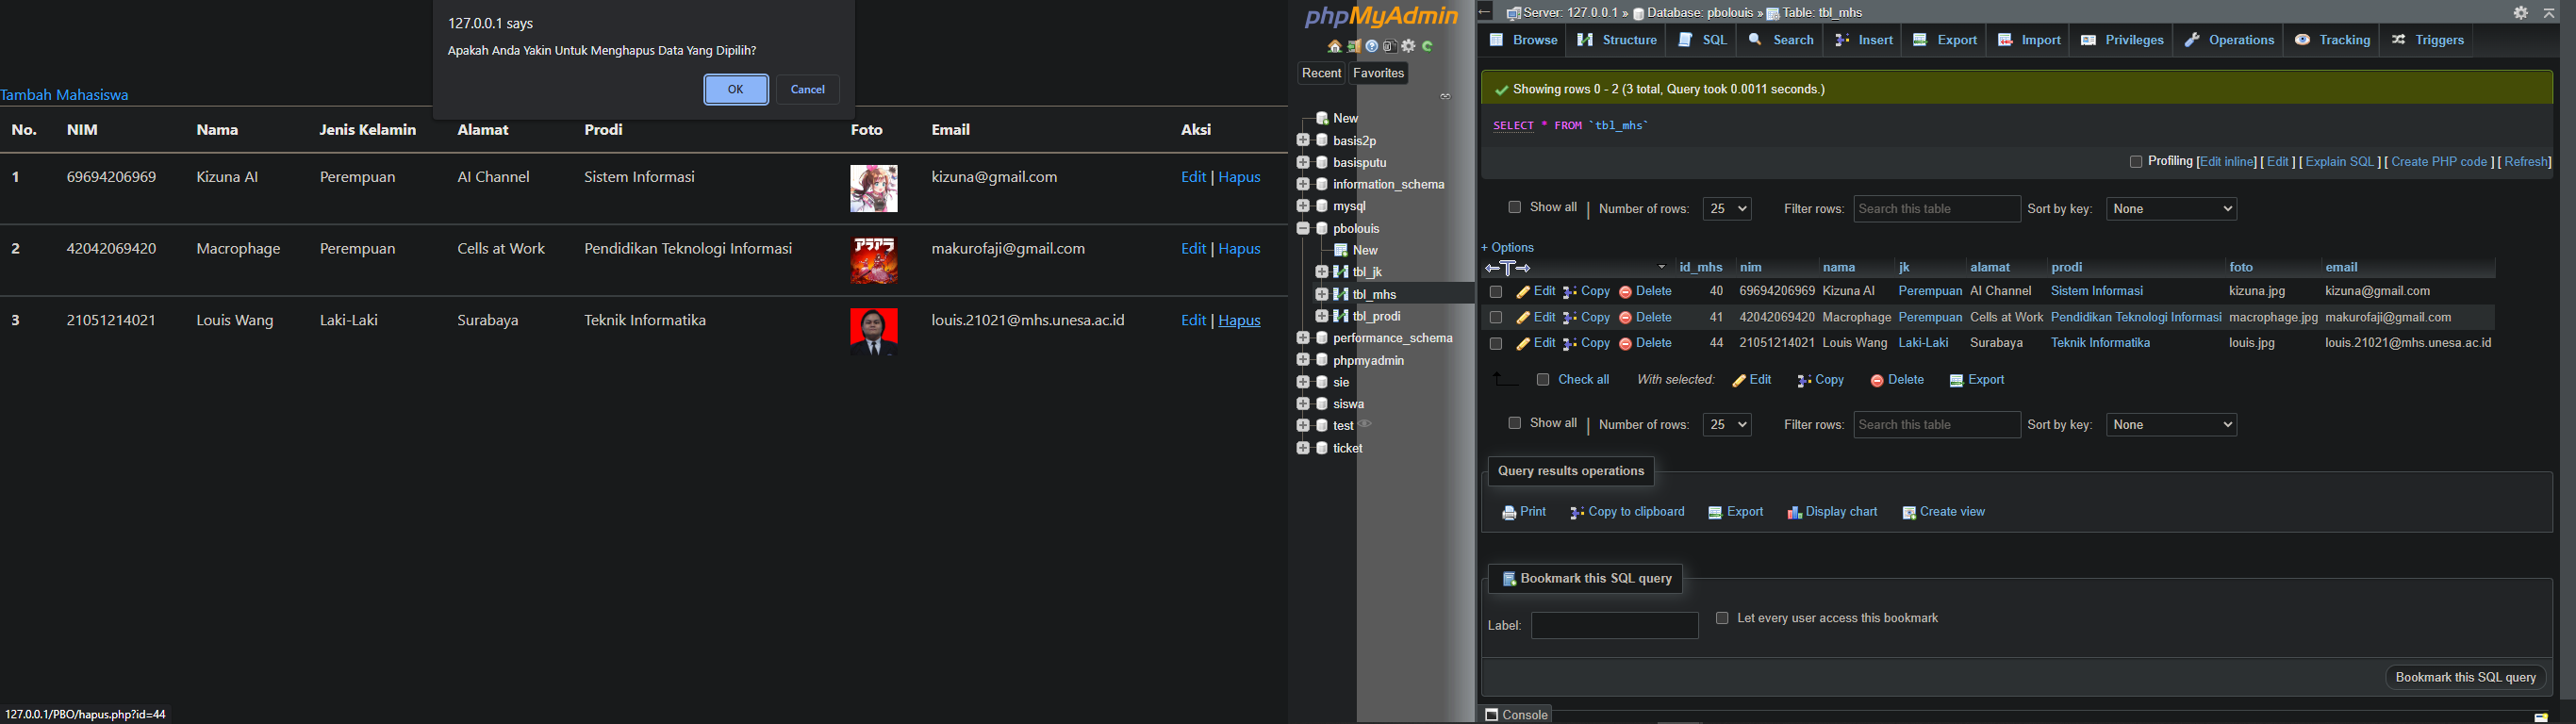 127.0.0.1 says
Apakah Anda Yakin Untuk Menghapus Data Yang Dipilih?
OK Cancel
Tambah Mahasiswa
No. NIM Nama Jenis Kelamin Alamat Prodi Foto Email Aksi
1 69694206969 Kizuna AI Perempuan AI Channel Sistem Informasi kizuna@gmail.com Edit | Hapus
2 42042069420 Macrophage Perempuan Cells at Work Pendidikan Teknologi Informasi アラアラ makurofaji@gmail.com Edit | Hapus
3 21051214021 Louis Wang Laki-Laki Surabaya Teknik Informatika louis.21021@mhs.unesa.ac.id Edit | Hapus
127.0.0.1/PBO/hapus.php?id=44
phpMyAdmin
Recent Favorites
New
basis2p
basisputu
information_schema
mysql
pbolouis
New
tbl_jk
tbl_mhs
tbl_prodi
performance_schema
phpmyadmin
sie
siswa
test
ticket
Server: 127.0.0.1 » Database: pbolouis » Table: tbl_mhs
Browse Structure SQL Search Insert Export Import Privileges Operations Tracking Triggers
Showing rows 0 - 2 (3 total, Query took 0.0011 seconds.)
SELECT * FROM `tbl_mhs`
Profiling [Edit inline] [ Edit ] [ Explain SQL ] [ Create PHP code ] [ Refresh]
Show all | Number of rows: 25 Filter rows: Search this table Sort by key: None
+ Options
id_mhs nim nama jk alamat prodi foto email
Edit Copy Delete 40 69694206969 Kizuna AI Perempuan AI Channel Sistem Informasi kizuna.jpg kizuna@gmail.com
Edit Copy Delete 41 42042069420 Macrophage Perempuan Cells at Work Pendidikan Teknologi Informasi macrophage.jpg makurofaji@gmail.com
Edit Copy Delete 44 21051214021 Louis Wang Laki-Laki Surabaya Teknik Informatika louis.jpg louis.21021@mhs.unesa.ac.id
Check all With selected: Edit Copy Delete Export
Show all | Number of rows: 25 Filter rows: Search this table Sort by key: None
Query results operations
Print Copy to clipboard Export Display chart Create view
Bookmark this SQL query
Label: Let every user access this bookmark
Bookmark this SQL query
Console